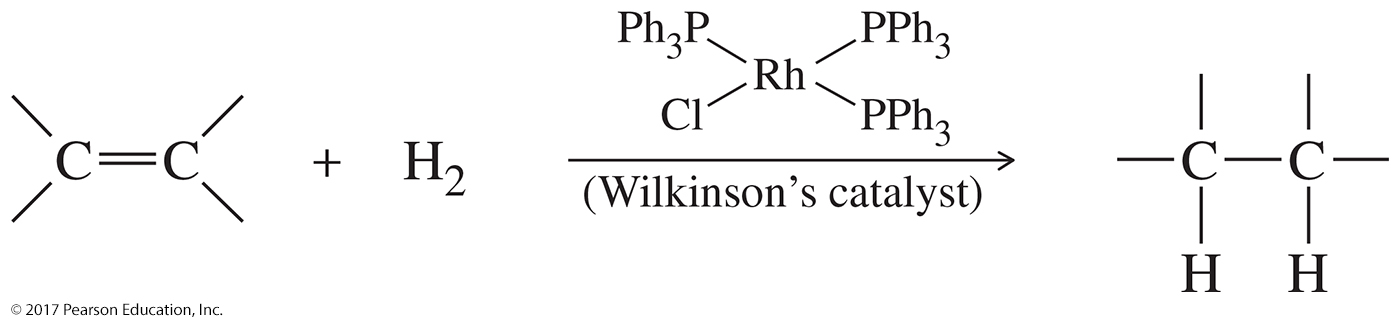 Ph₃P PPh₃
Rh
Cl PPh₃
C=C + H₂ (Wilkinson's catalyst) C C
H H
© 2017 Pearson Education, Inc.